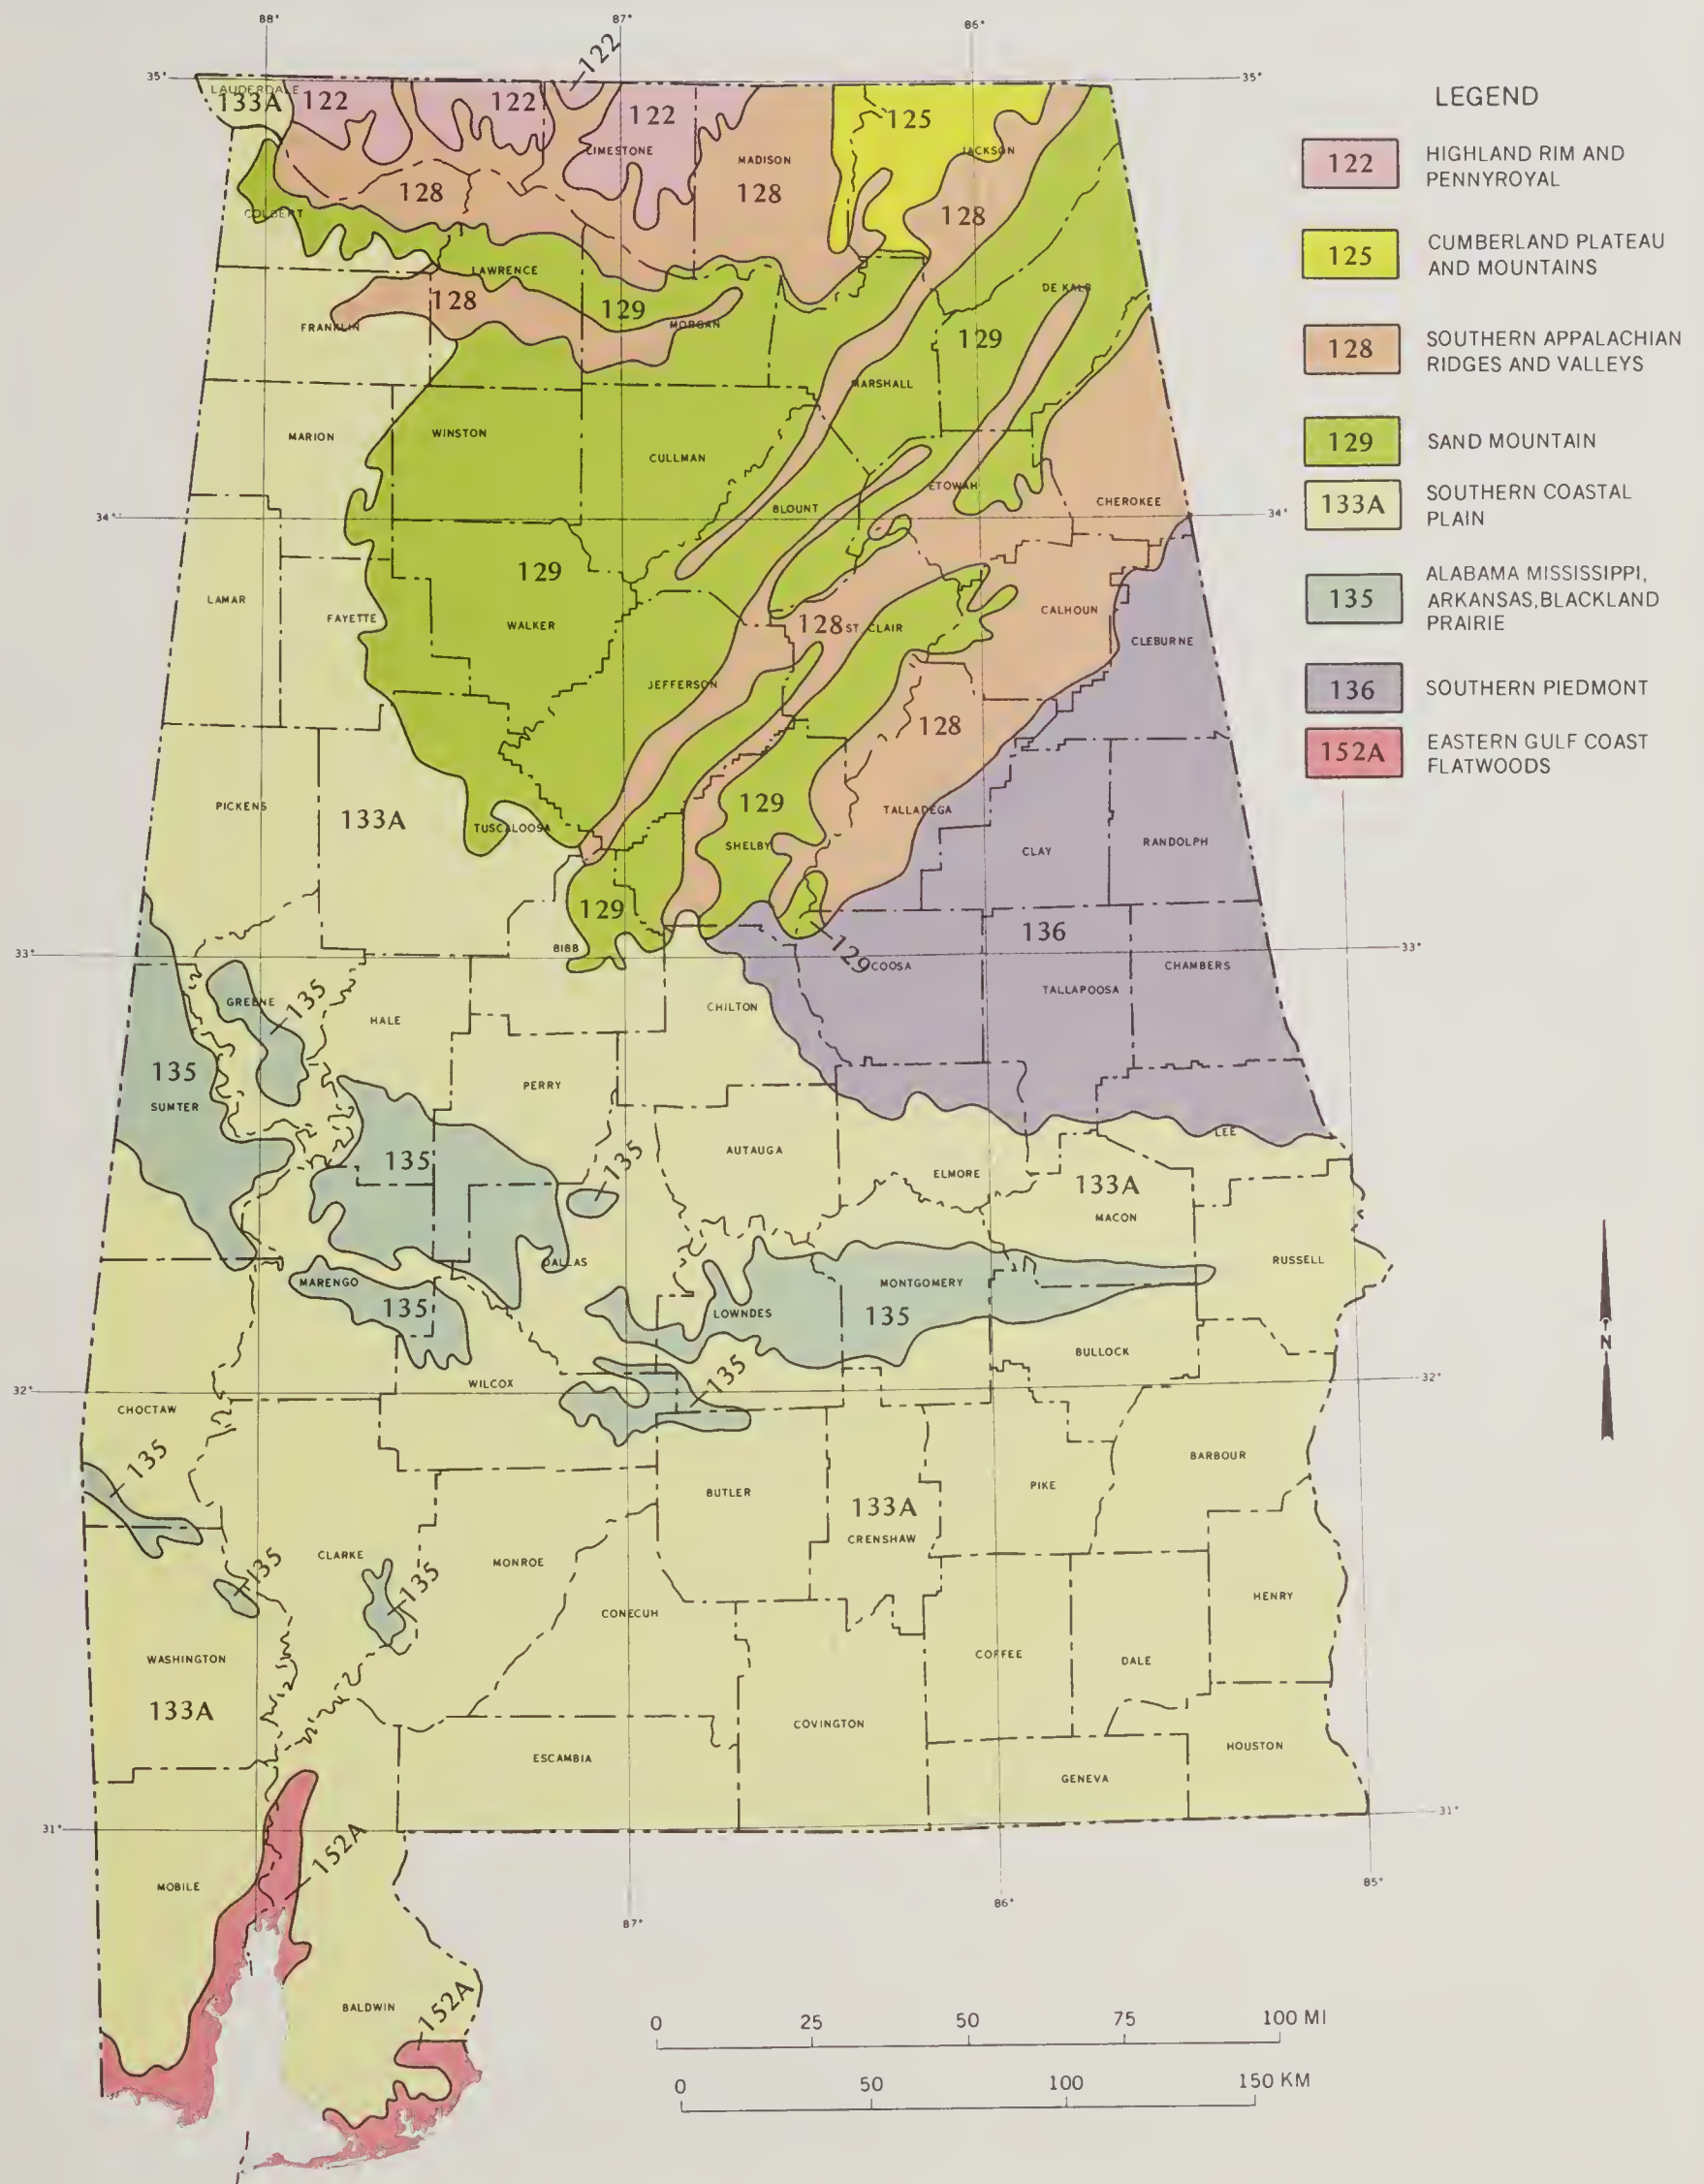 88°
87°
86°
35°
35°
LAUDERDALE
133A
122
122
122
122
125
LIMESTONE
MADISON
JACKSON
128
128
128
COLBERT
LAWRENCE
128
129
DE KALB
FRANKLIN
MORGAN
129
MARSHALL
MARION
WINSTON
CULLMAN
ETOWAH
CHEROKEE
BLOUNT
34°
34°
129
LAMAR
FAYETTE
WALKER
128
ST. CLAIR
CALHOUN
CLEBURNE
JEFFERSON
128
PICKENS
133A
TUSCALOOSA
129
SHELBY
TALLADEGA
CLAY
RANDOLPH
129
BIBB
136
33°
33°
129
COOSA
CHAMBERS
TALLAPOOSA
GREENE
135
HALE
CHILTON
135
SUMTER
PERRY
135
135
AUTAUGA
ELMORE
LEE
133A
MACON
RUSSELL
DALLAS
MARENGO
135
LOWNDES
MONTGOMERY
135
BULLOCK
135
WILCOX
32°
32°
CHOCTAW
135
BUTLER
133A
CRENSHAW
PIKE
BARBOUR
CLARKE
135
135
MONROE
CONECUH
HENRY
WASHINGTON
133A
COFFEE
DALE
COVINGTON
ESCAMBIA
GENEVA
HOUSTON
31°
31°
152A
MOBILE
85°
86°
87°
BALDWIN
152A
LEGEND
122
HIGHLAND RIM AND
PENNYROYAL
125
CUMBERLAND PLATEAU
AND MOUNTAINS
128
SOUTHERN APPALACHIAN
RIDGES AND VALLEYS
129
SAND MOUNTAIN
133A
SOUTHERN COASTAL
PLAIN
135
ALABAMA MISSISSIPPI,
ARKANSAS,BLACKLAND
PRAIRIE
136
SOUTHERN PIEDMONT
152A
EASTERN GULF COAST
FLATWOODS
N
0 25 50 75 100 MI
0 50 100 150 KM